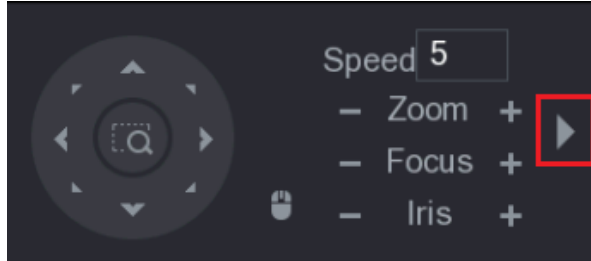 Speed 5
– Zoom +
– Focus +
– Iris +